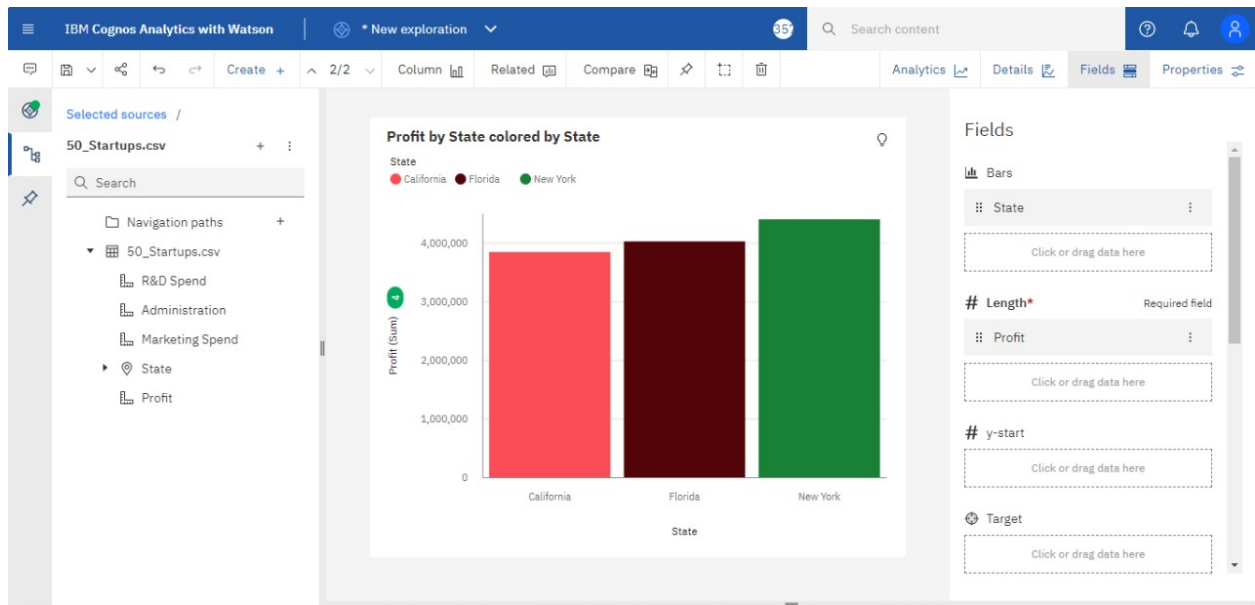 IBM Cognos Analytics with Watson
* New exploration
Search content
Create +
2/2
Column
Related
Compare
Analytics
Details
Fields
Properties
Selected sources /
50_Startups.csv
Search
Navigation paths
50_Startups.csv
R&D Spend
Administration
Marketing Spend
State
Profit
Profit by State colored by State
State
California
Florida
New York
4,000,000
3,000,000
2,000,000
1,000,000
0
Profit (Sum)
California
Florida
New York
State
Fields
Bars
State
Click or drag data here
# Length*
Required field
Profit
Click or drag data here
# y-start
Click or drag data here
Target
Click or drag data here